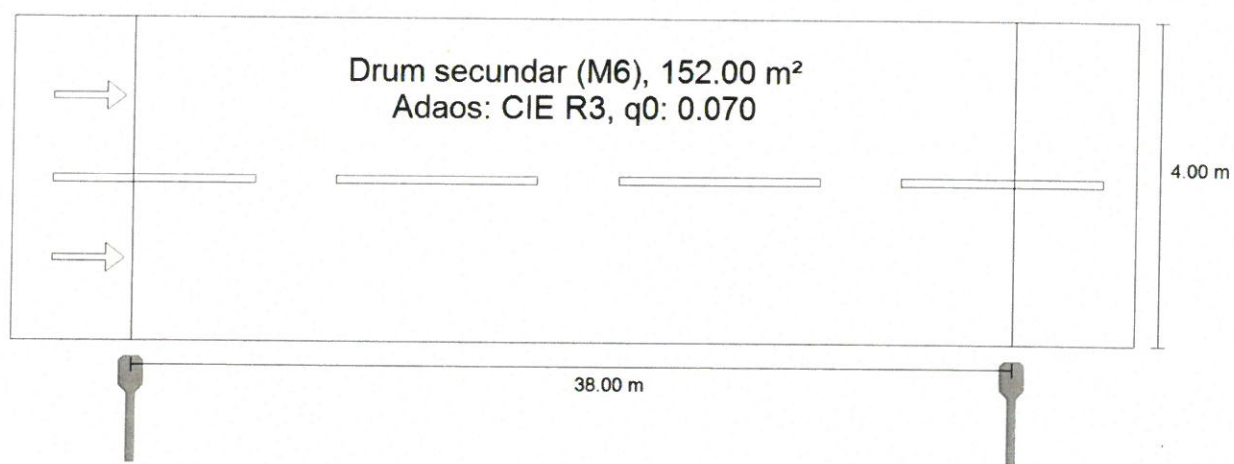 Drum secundar (M6), 152.00 m²
Adaos: CIE R3, q0: 0.070
4.00 m
38.00 m